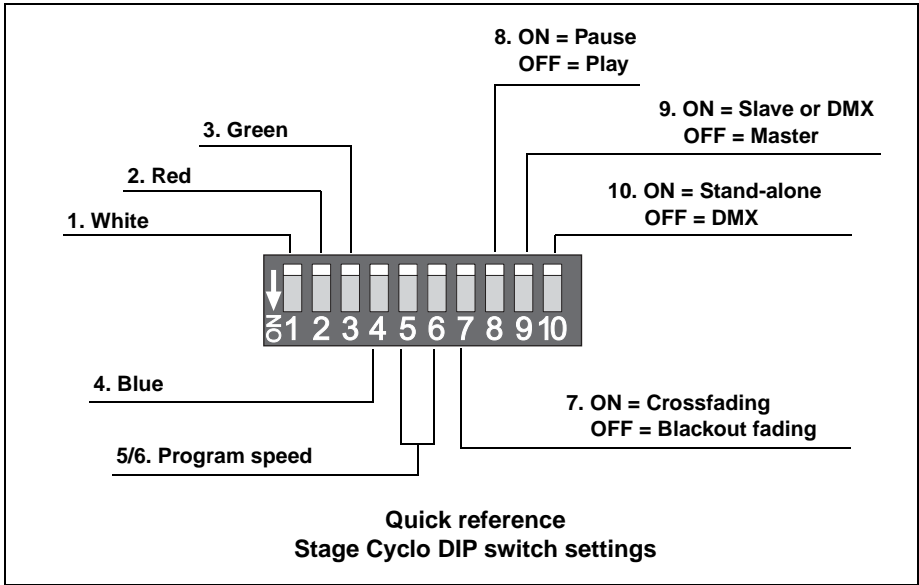 8. ON = Pause
OFF = Play
9. ON = Slave or DMX
OFF = Master
3. Green
2. Red
10. ON = Stand-alone
OFF = DMX
1. White
ON 1 2 3 4 5 6 7 8 9 10
4. Blue
7. ON = Crossfading
OFF = Blackout fading
5/6. Program speed
Quick reference
Stage Cyclo DIP switch settings